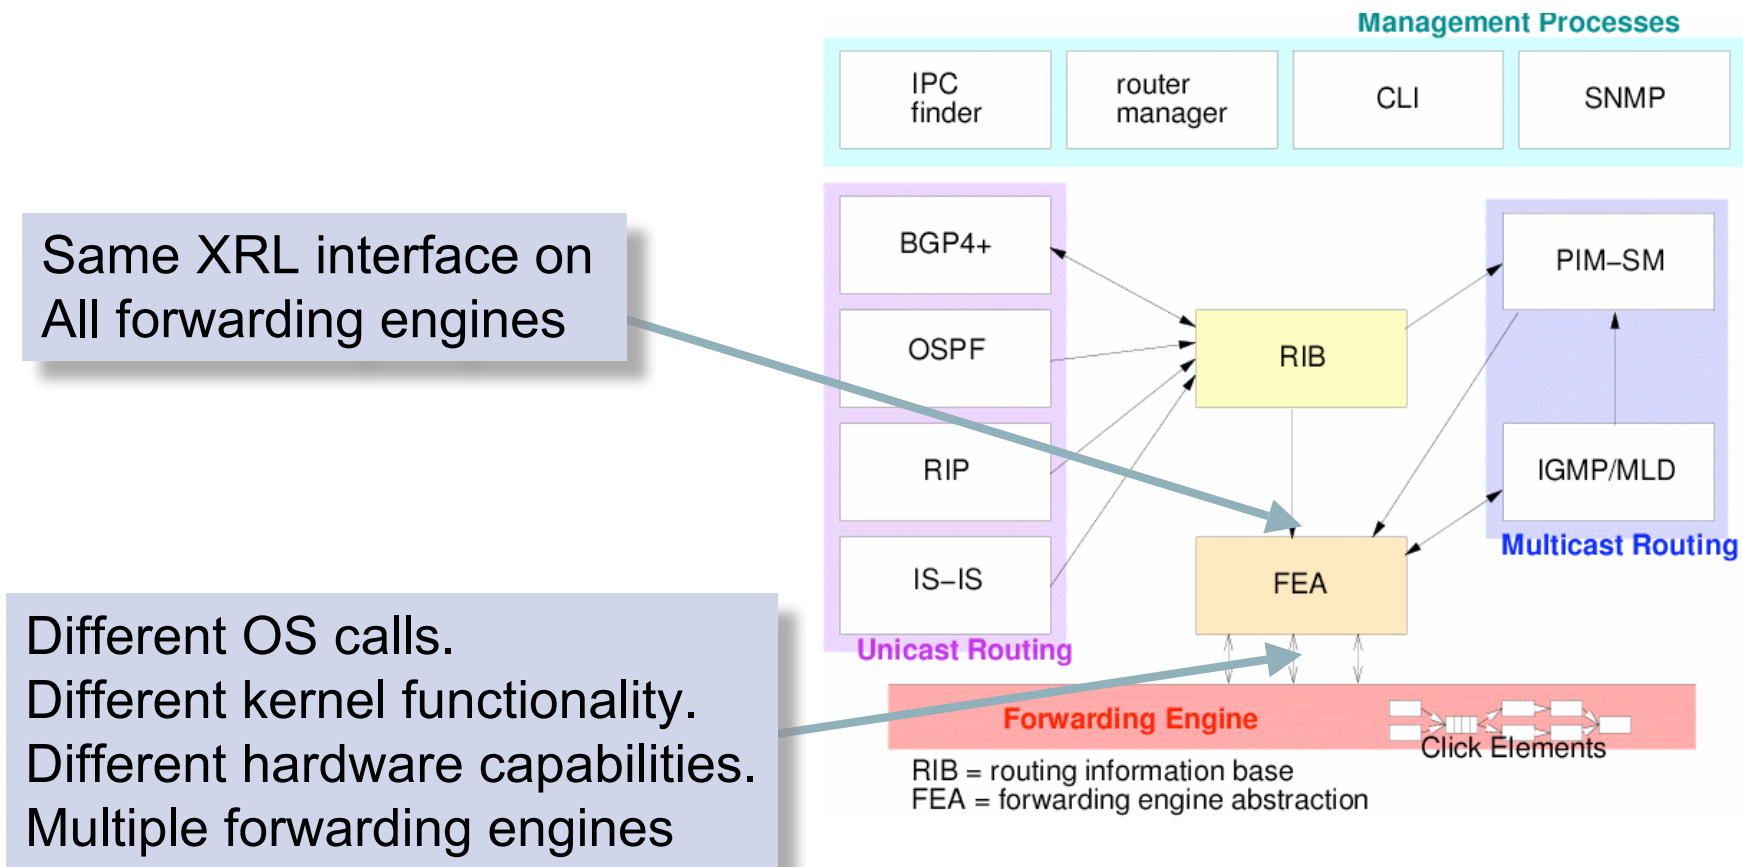 Management Processes
IPC
finder
router
manager
CLI
SNMP
Same XRL interface on
All forwarding engines
BGP4+
OSPF
RIP
IS–IS
Unicast Routing
RIB
FEA
PIM–SM
IGMP/MLD
Multicast Routing
Different OS calls.
Different kernel functionality.
Different hardware capabilities.
Multiple forwarding engines
Forwarding Engine
Click Elements
RIB = routing information base
FEA = forwarding engine abstraction